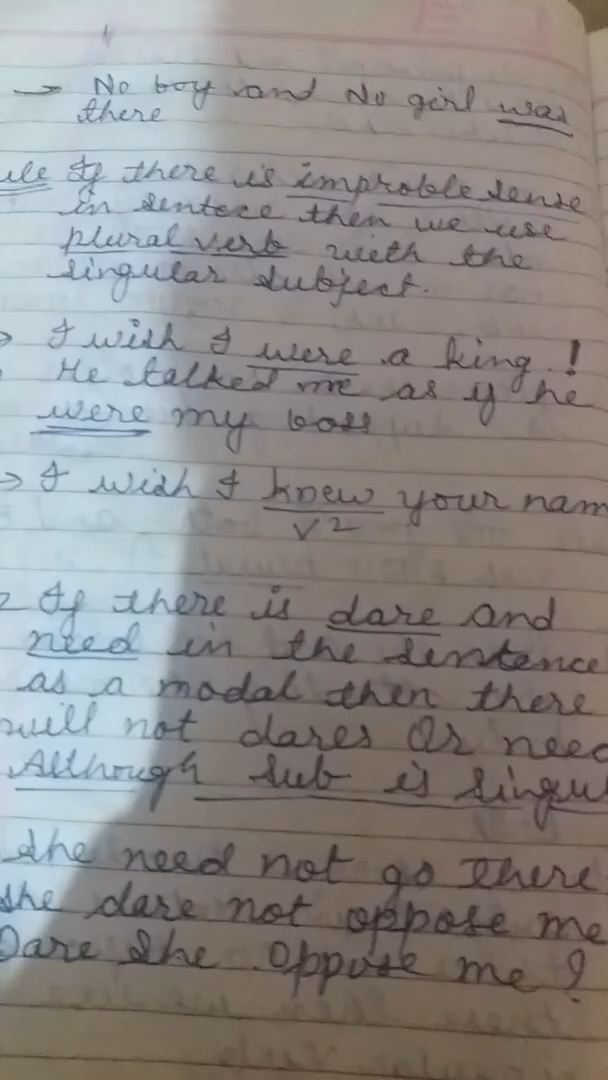 → No boy and No girl was
there
ule If there is improble sense
in sentece then we use
plural verb with the
singular subject.
→ I wish I were a king !
He talked me as if he
were my boss
→ I wish I knew your nam
V2
2 If there is dare and
need in the sentence
as a modal then there
will not dares Or need
Although sub is singu
She need not go there
She dare not oppose me
Dare She oppose me ?